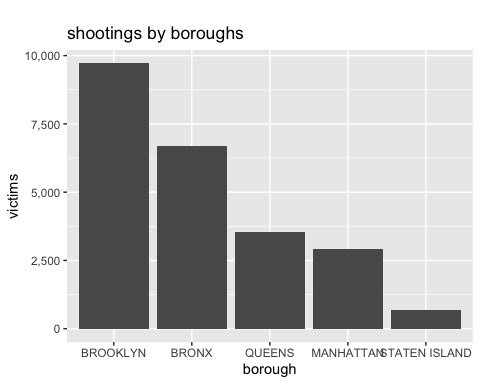 shootings by boroughs
victims
10,000
7,500
5,000
2,500
0
BROOKLYN BRONX QUEENS MANHATTAN STATEN ISLAND
borough